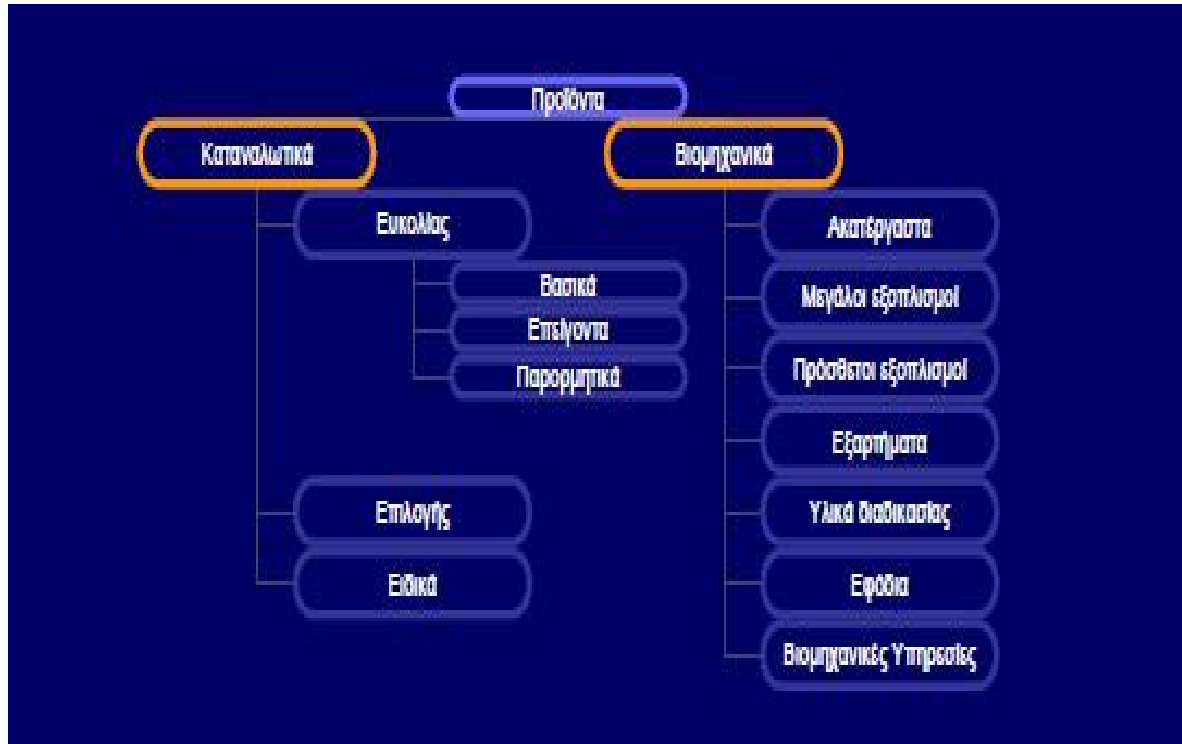 Προϊόντα
Καταναλωτικά
Βιομηχανικά
Ευκολίας
Βασικά
Επείγοντα
Παρορμητικά
Επιλογής
Ειδικά
Ακατέργαστα
Μεγάλοι εξοπλισμοί
Πρόσθετοι εξοπλισμοί
Εξαρτήματα
Υλικά διαδικασίας
Εφόδια
Βιομηχανικές Υπηρεσίες